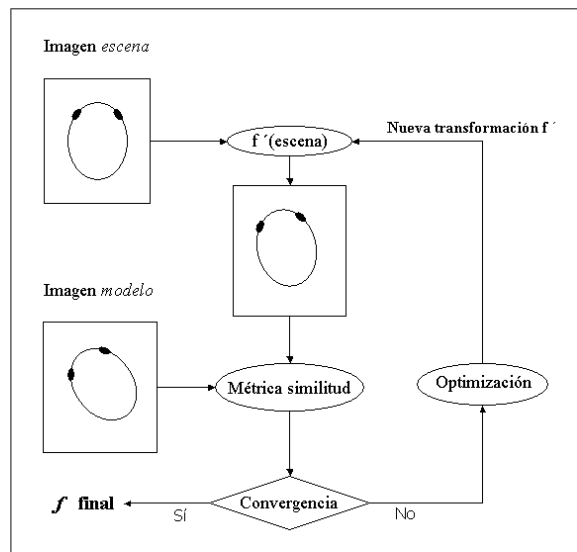 Imagen escena
Nueva transformación f ´
f ´(escena)
Imagen modelo
Métrica similitud
Optimización
Convergencia
f final
Sí
No